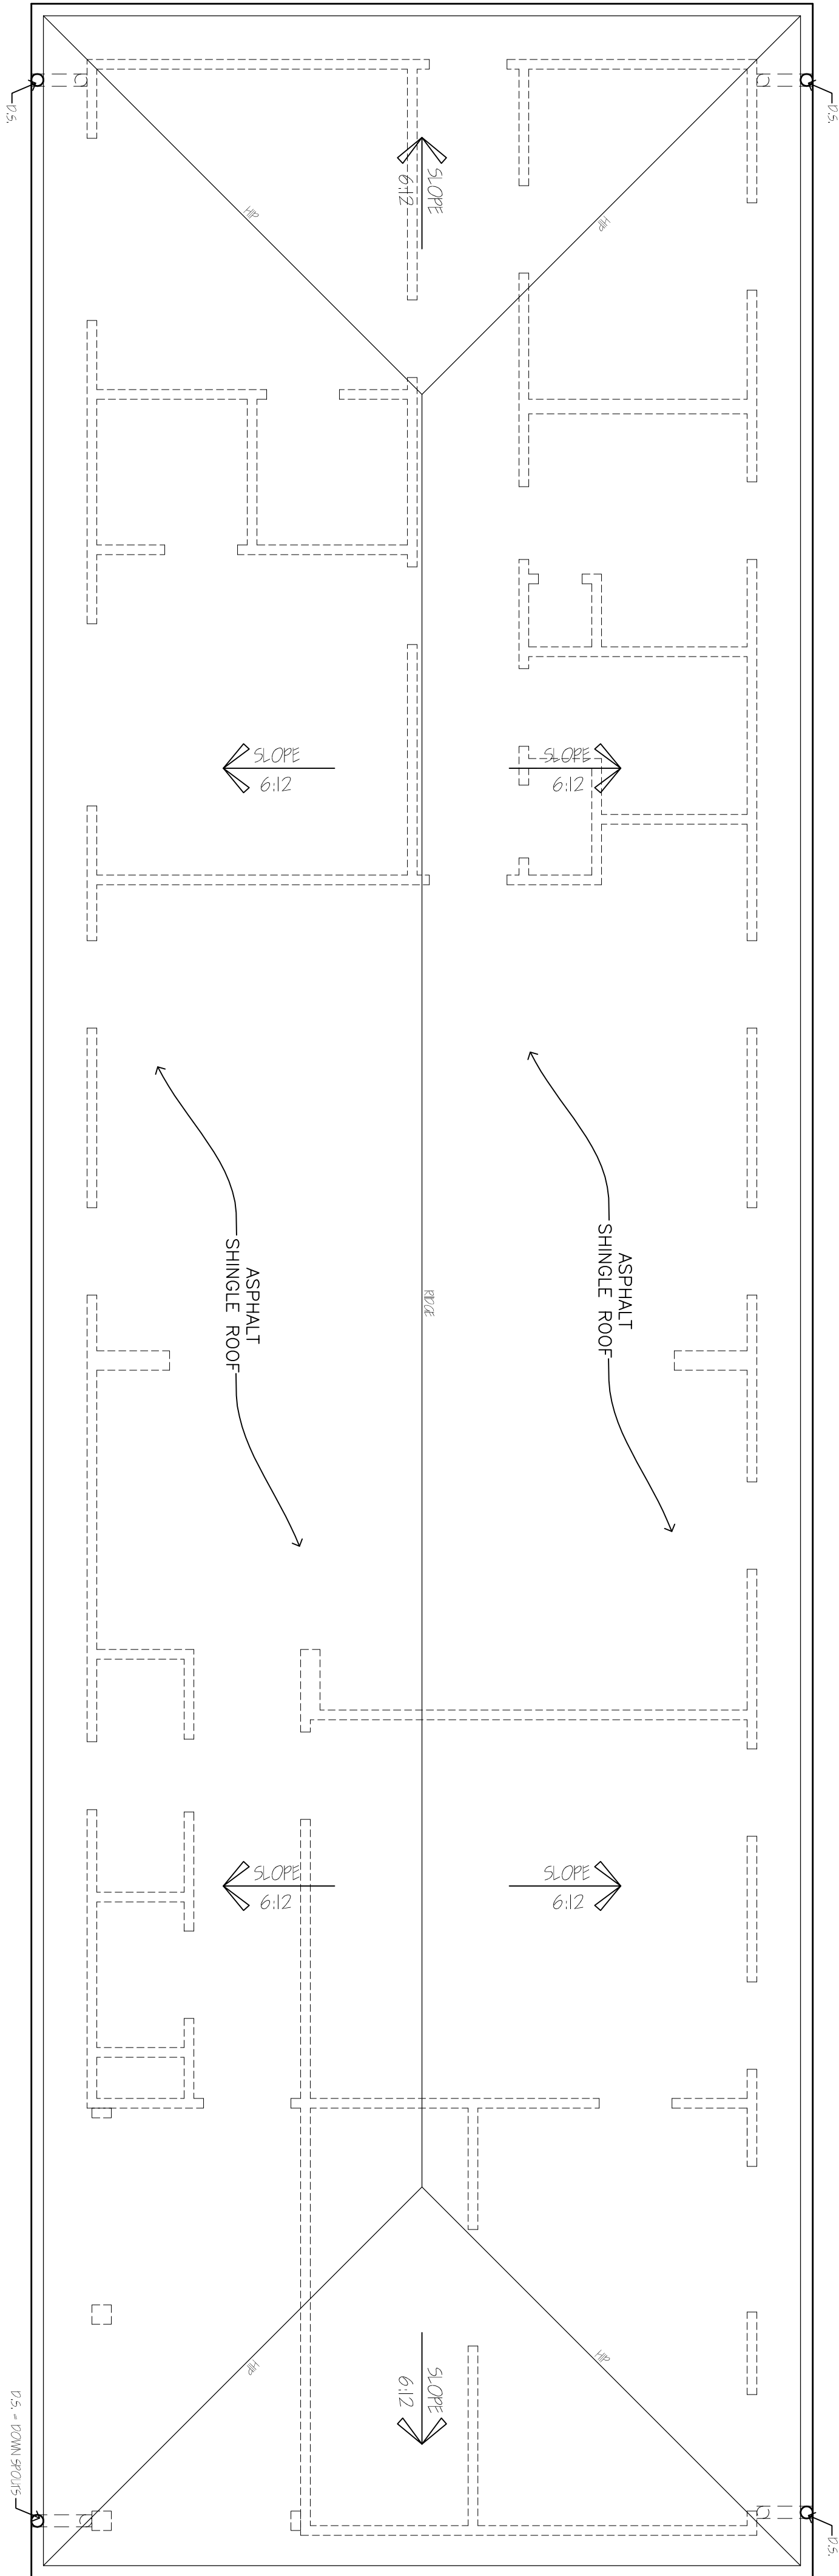 D.S.
D.S.
HIP
HIP
SLOPE
6:12
SLOPE
6:12
SLOPE
6:12
ASPHALT
SHINGLE ROOF
ASPHALT
SHINGLE ROOF
RIDGE
SLOPE
6:12
SLOPE
6:12
HIP
HIP
SLOPE
6:12
D.S. = DOWN SPOUTS
D.S.